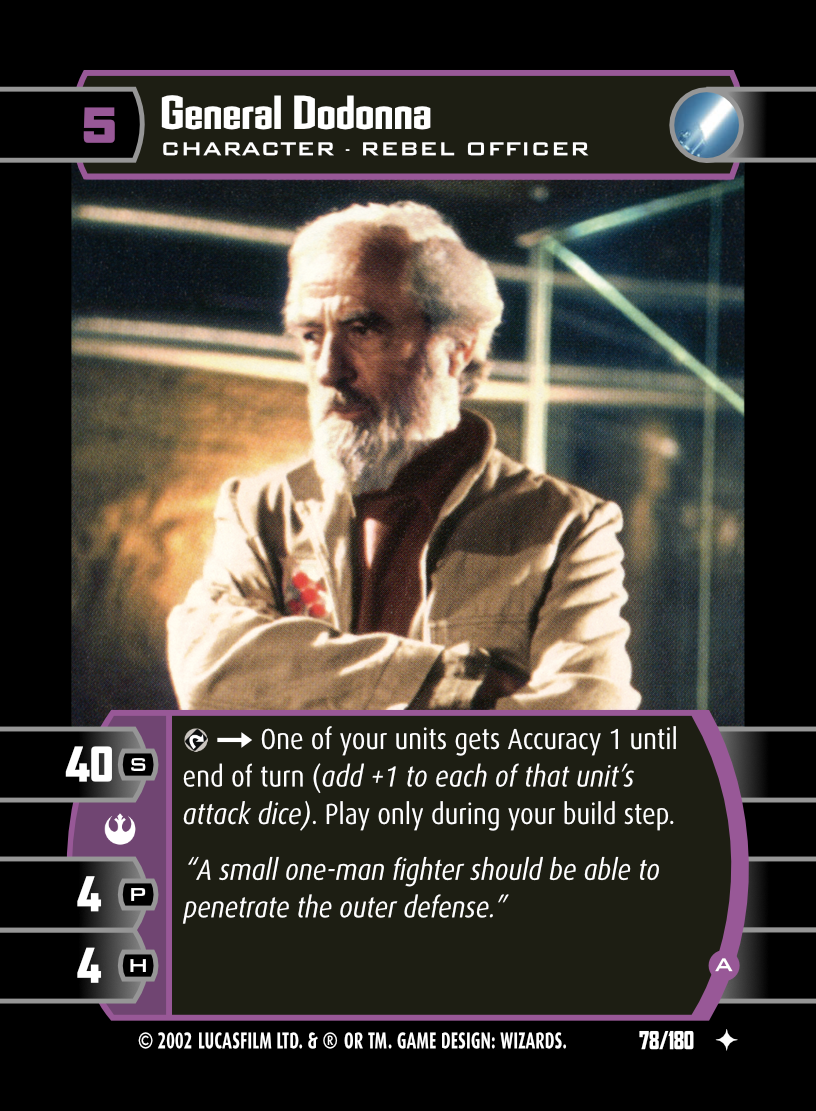 5
General Dodonna
CHARACTER - REBEL OFFICER
40 S
4 P
4 H
One of your units gets Accuracy 1 until
end of turn (add +1 to each of that unit's
attack dice). Play only during your build step.
“A small one-man fighter should be able to
penetrate the outer defense.”
A
© 2002 LUCASFILM LTD. & ® OR TM. GAME DESIGN: WIZARDS.
78/180